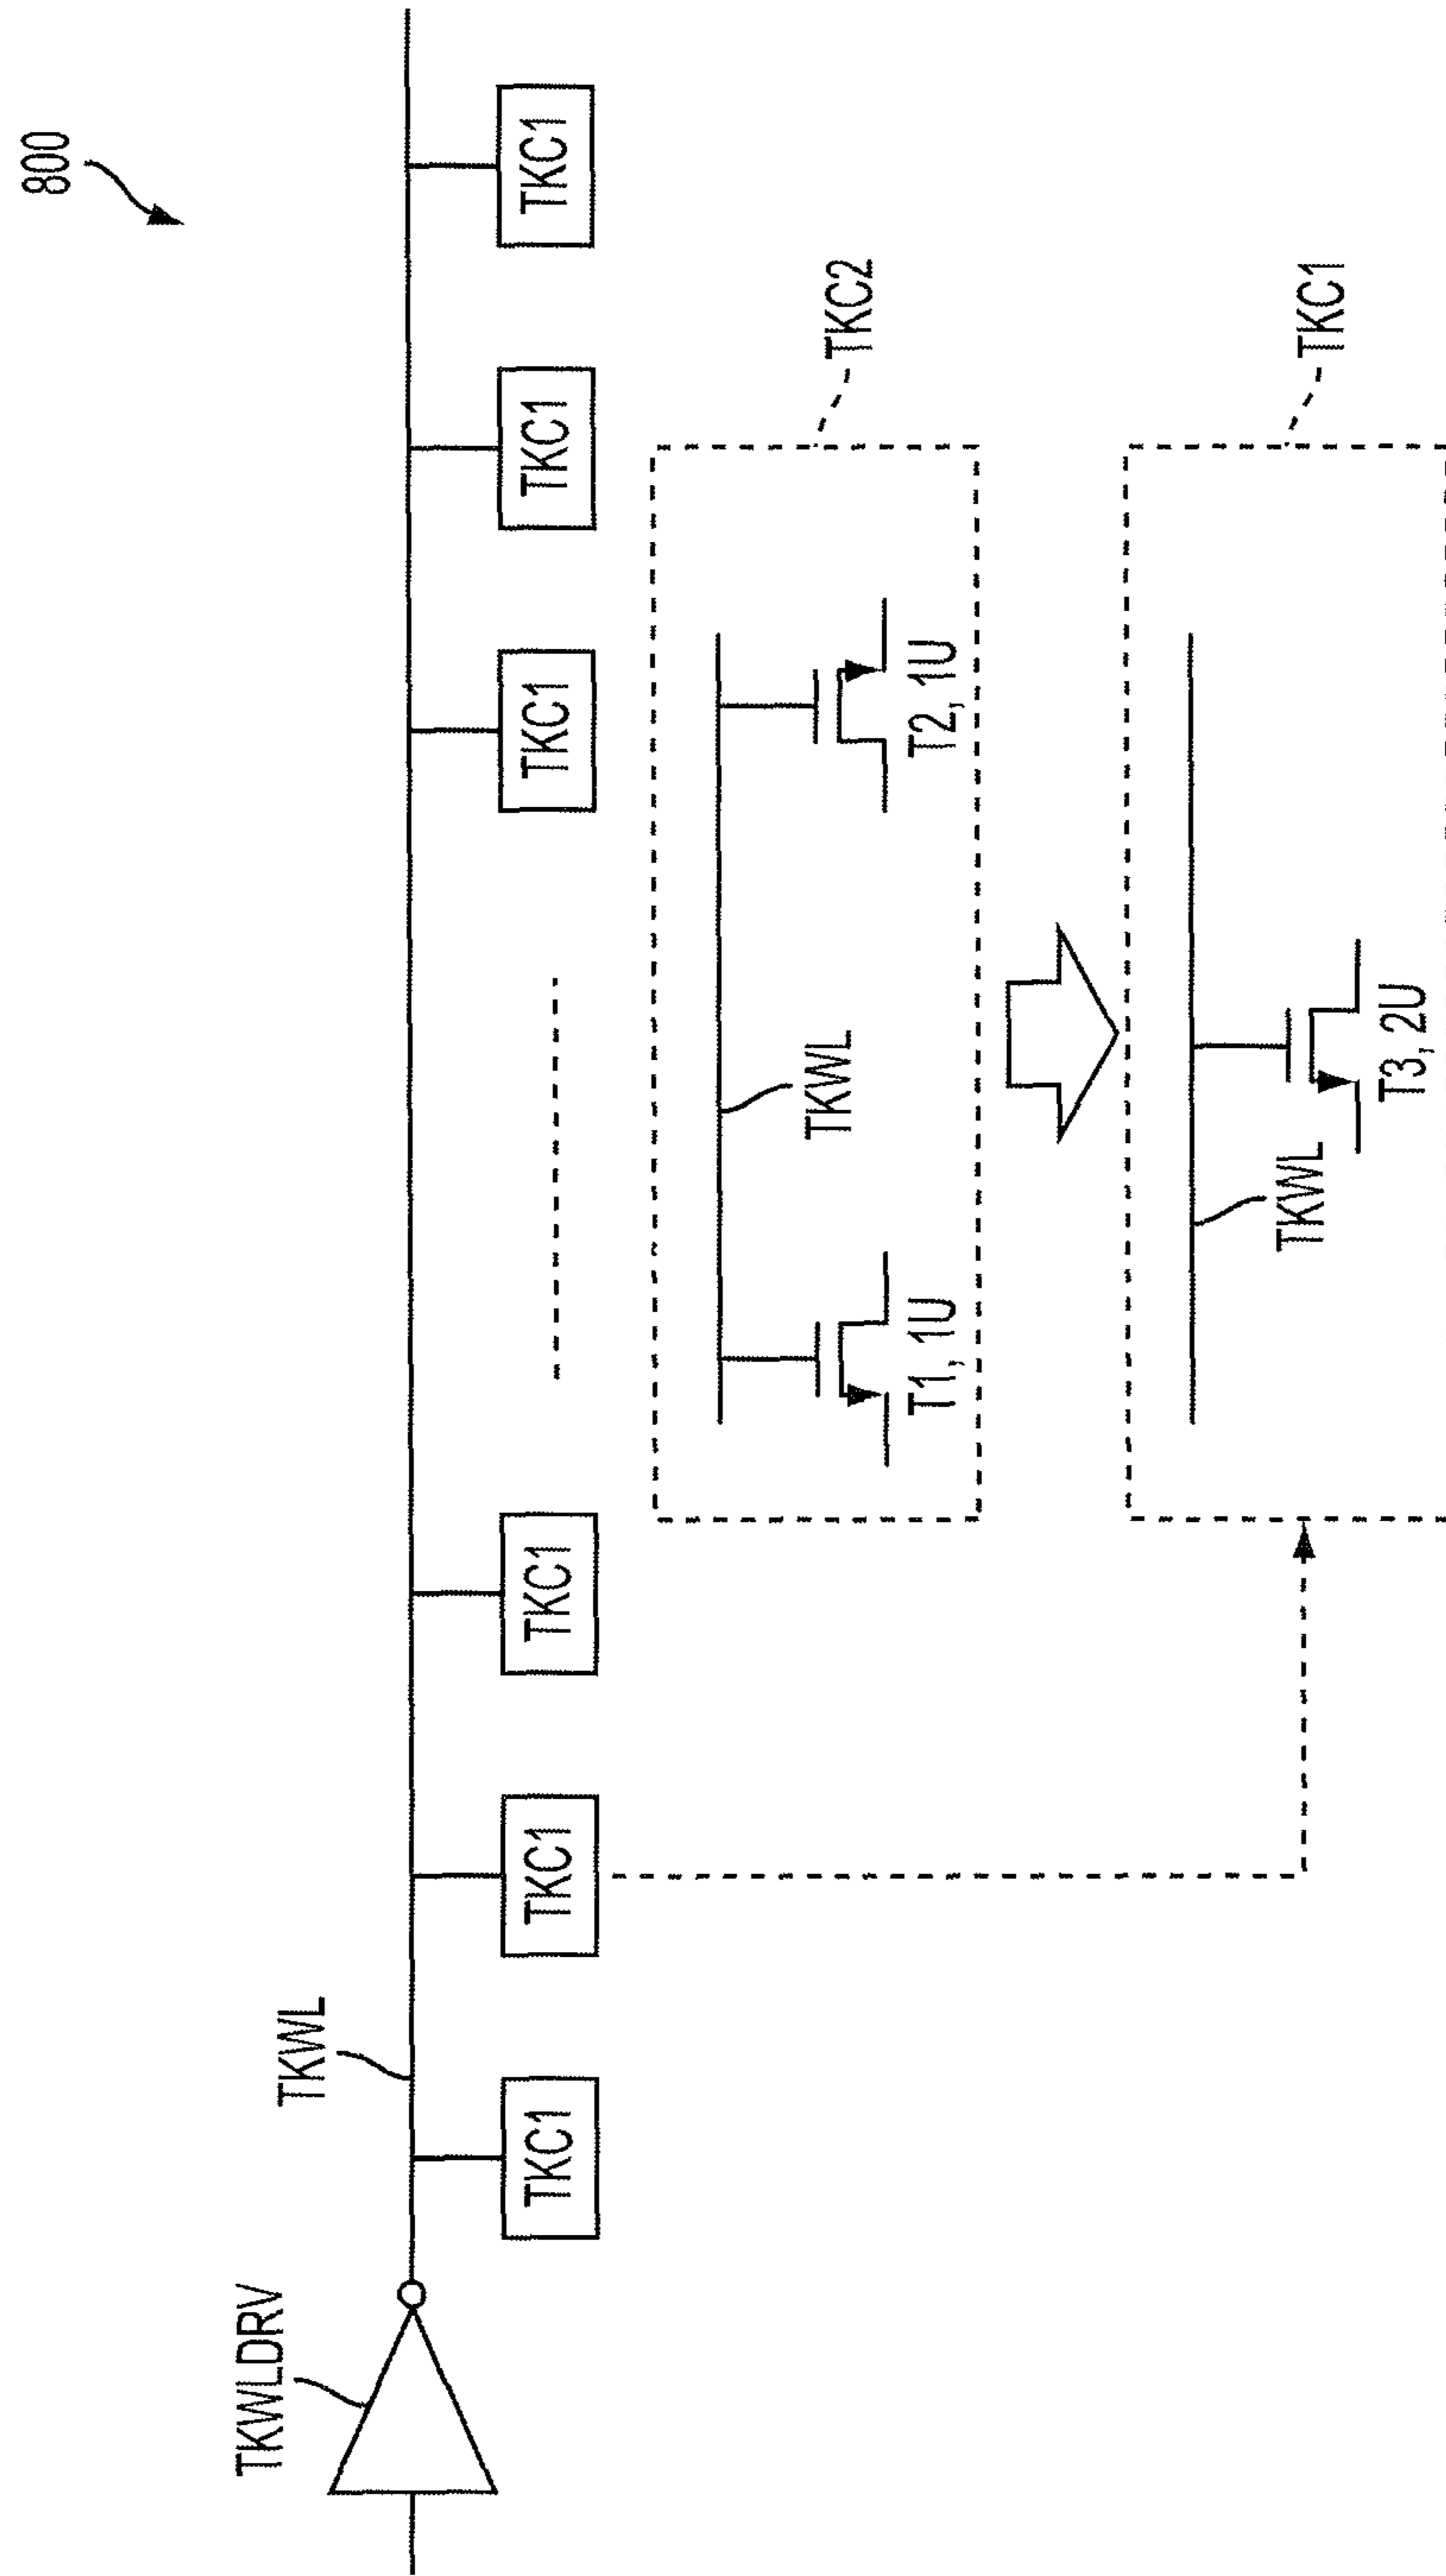 800
TKWLDRV
TKWL
TKC1
TKC1
TKC1
TKC1
TKC1
TKC1
TKC2
TKWL
T1, 1U
T2, 1U
TKC1
TKWL
T3, 2U